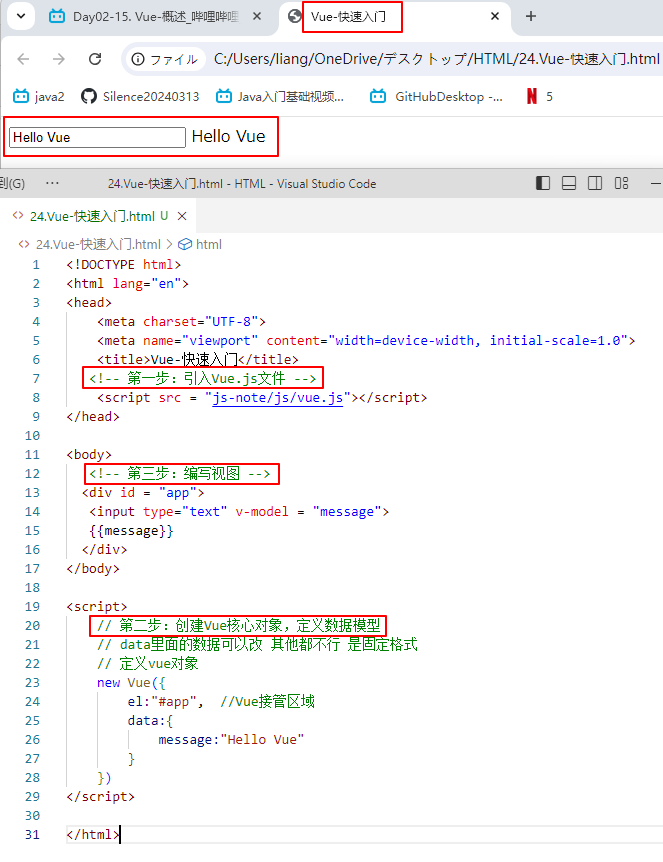 Day02-15. Vue-概述_哔哩哔哩
Vue-快速入门
ファイル C:/Users/liang/OneDrive/デスクトップ/HTML/24.Vue-快速入门.html
java2 Silence20240313 Java入门基础视频... GitHubDesktop -... 5
Hello Vue Hello Vue
到(G) ··· 24.Vue-快速入门.html - HTML - Visual Studio Code
24.Vue-快速入门.html U
24.Vue-快速入门.html > html
1 <!DOCTYPE html>
2 <html lang="en">
3 <head>
4 <meta charset="UTF-8">
5 <meta name="viewport" content="width=device-width, initial-scale=1.0">
6 <title>Vue-快速入门</title>
7 <!-- 第一步：引入Vue.js文件 -->
8 <script src = "js-note/js/vue.js"></script>
9 </head>
10
11 <body>
12 <!-- 第三步：编写视图 -->
13 <div id = "app">
14 <input type="text" v-model = "message">
15 {{message}}
16 </div>
17 </body>
18
19 <script>
20 // 第二步：创建Vue核心对象，定义数据模型
21 // data里面的数据可以改 其他都不行 是固定格式
22 // 定义vue对象
23 new Vue({
24 el:"#app", //Vue接管区域
25 data:{
26 message:"Hello Vue"
27 }
28 })
29 </script>
30
31 </html>